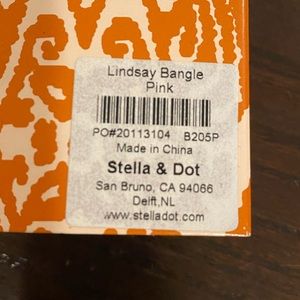 Lindsay Bangle
Pink
PO#20113104 B205P
Made in China
Stella & Dot
San Bruno, CA 94066
Delft,NL
www.stelladot.com